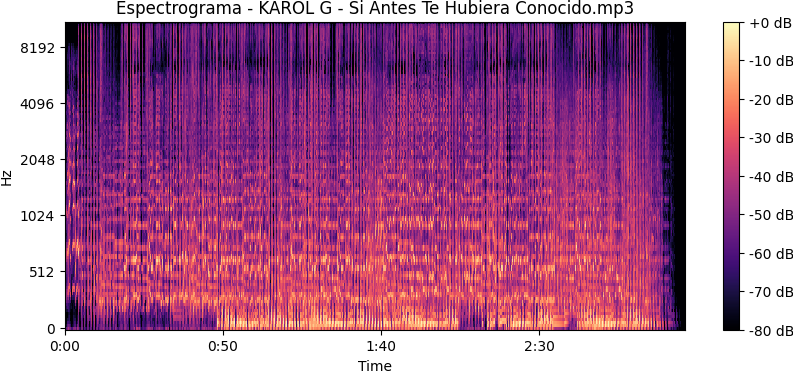 Espectrograma - KAROL G - Si Antes Te Hubiera Conocido.mp3
8192
4096
2048
1024
512
0
Hz
0:00
0:50
1:40
2:30
Time
+0 dB
-10 dB
-20 dB
-30 dB
-40 dB
-50 dB
-60 dB
-70 dB
-80 dB